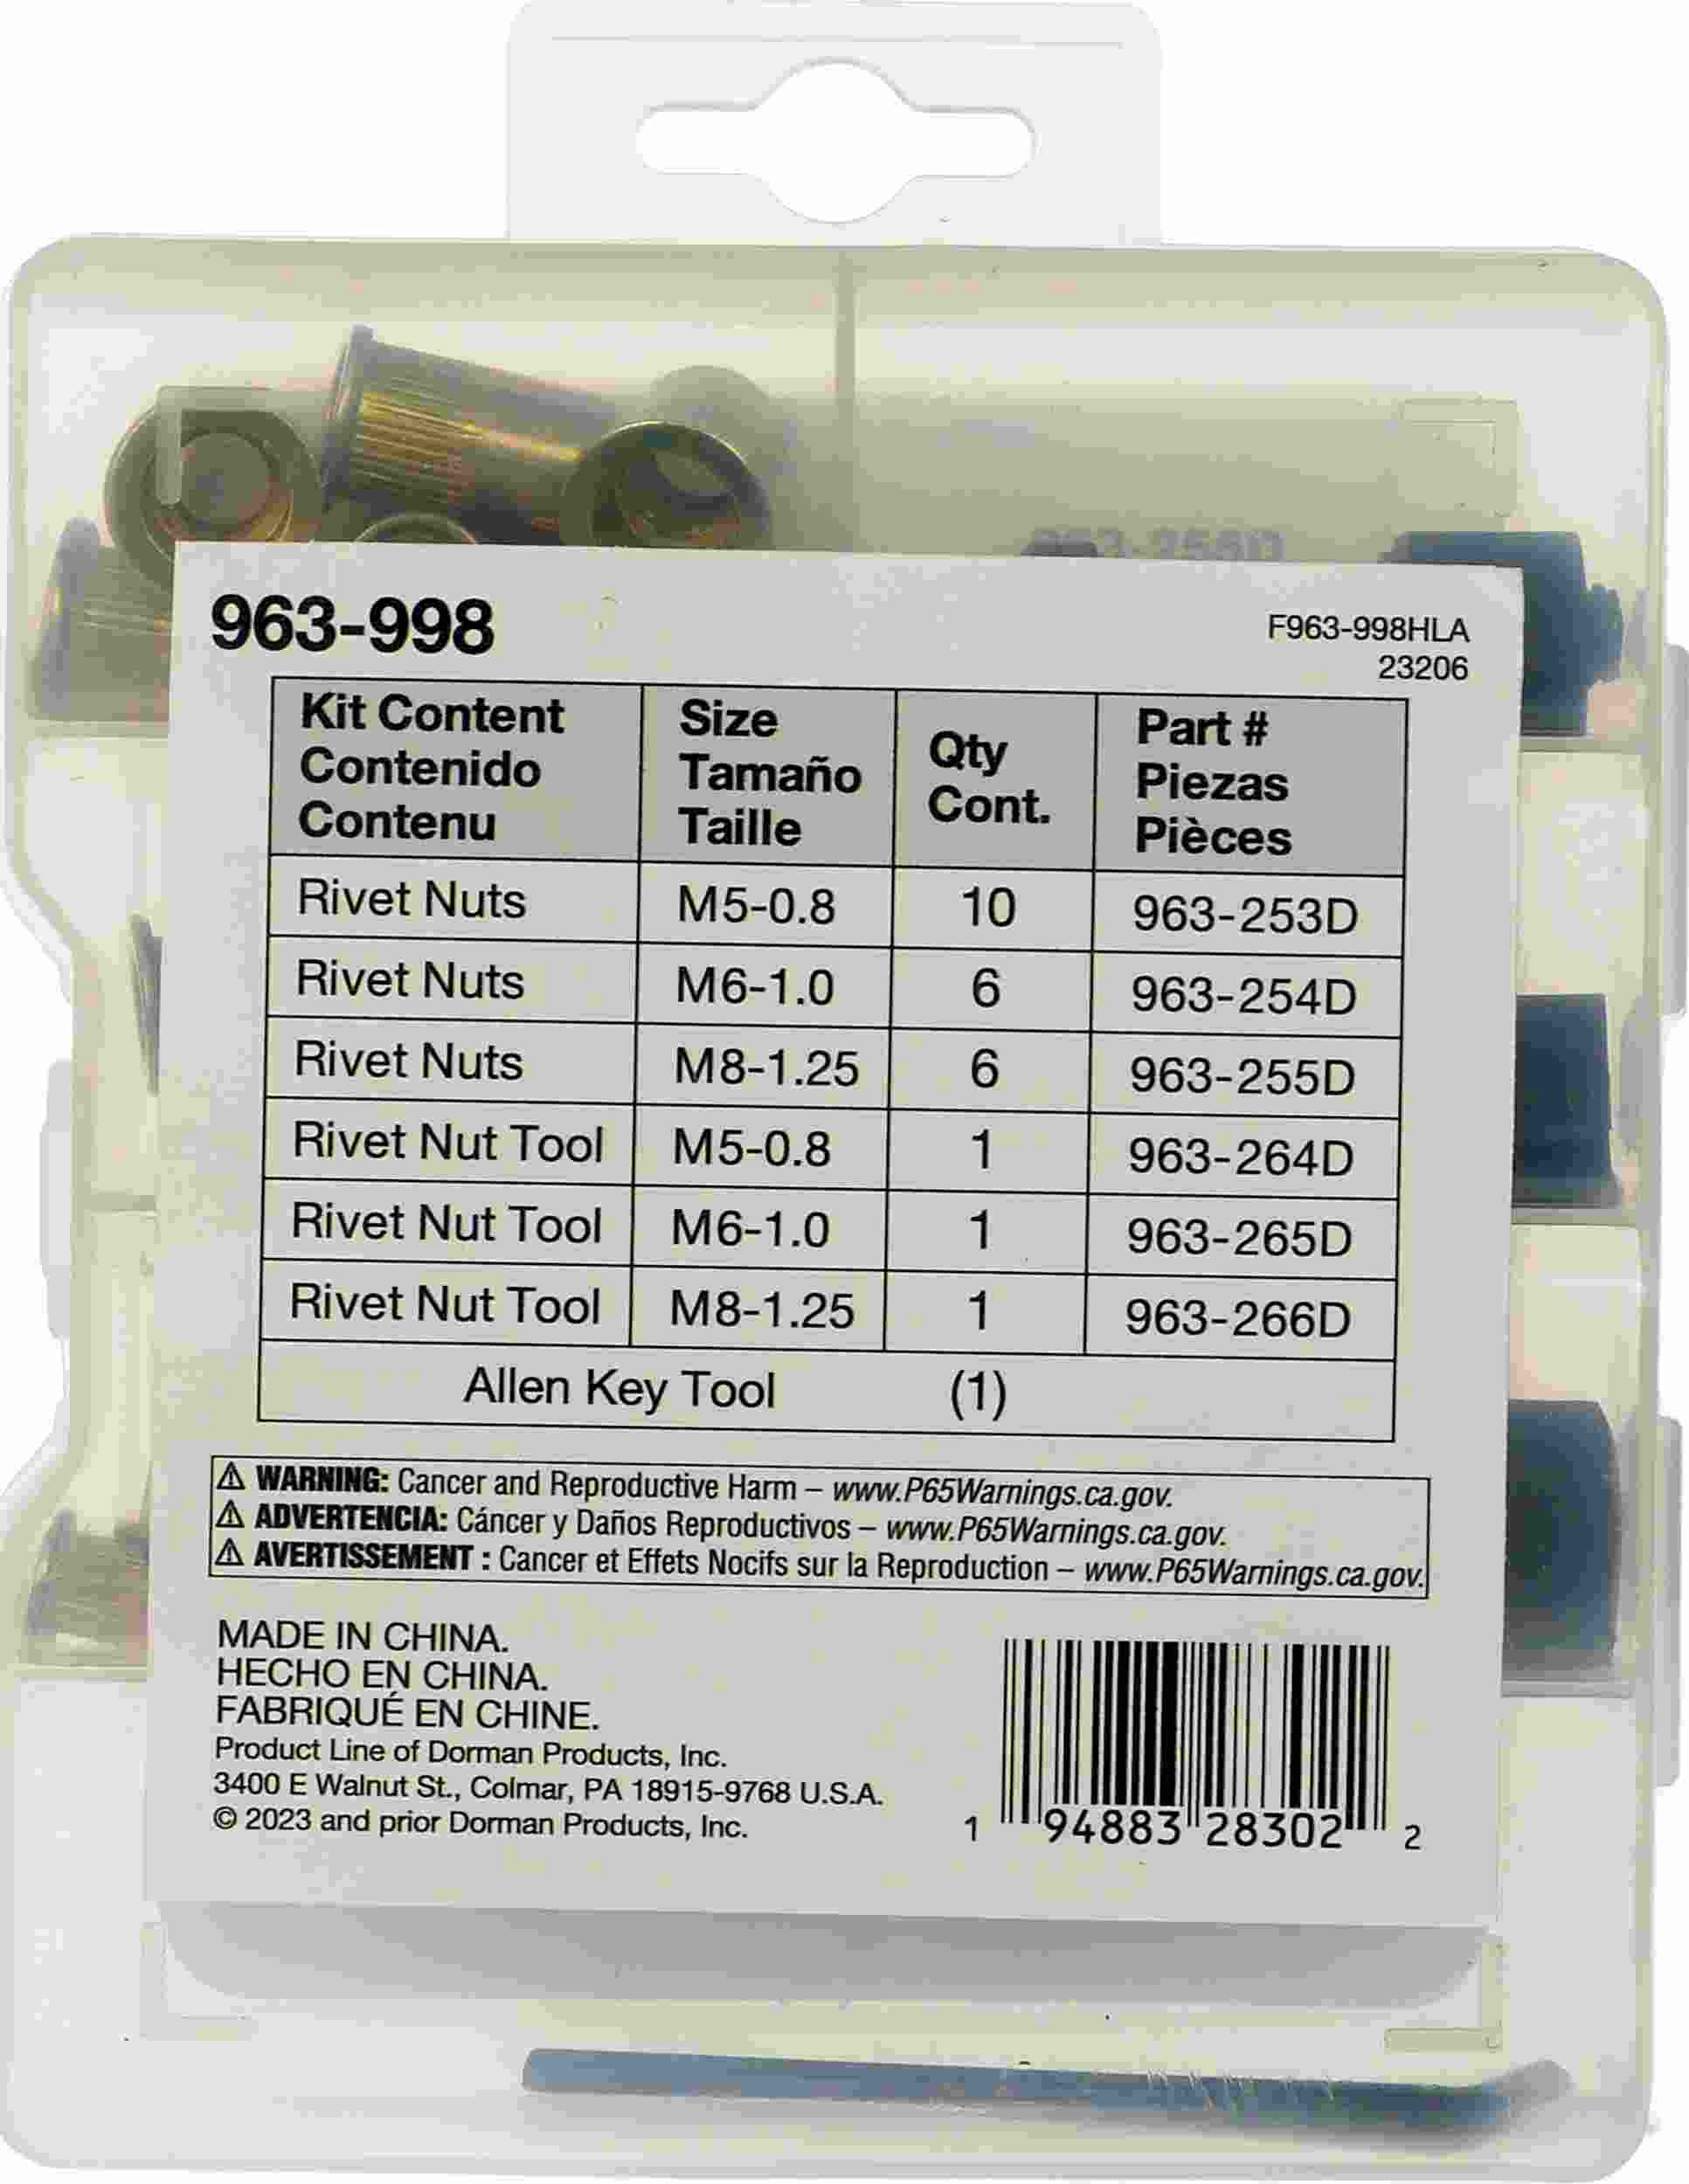 963-998
F963-998HLA
23206
Kit Content Contenido Contenu | Size Tamaño Taille | Qty Cont. | Part # Piezas Pièces
Rivet Nuts M5-0.8 10 963-253D
Rivet Nuts M6-1.0 6 963-254D
Rivet Nuts M8-1.25 6 963-255D
Rivet Nut Tool M5-0.8 1 963-264D
Rivet Nut Tool M6-1.0 1 963-265D
Rivet Nut Tool M8-1.25 1 963-266D
Allen Key Tool (1)
⚠ WARNING: Cancer and Reproductive Harm – www.P65Warnings.ca.gov.
⚠ ADVERTENCIA: Cáncer y Daños Reproductivos – www.P65Warnings.ca.gov.
⚠ AVERTISSEMENT : Cancer et Effets Nocifs sur la Reproduction – www.P65Warnings.ca.gov.
MADE IN CHINA.
HECHO EN CHINA.
FABRIQUÉ EN CHINE.
Product Line of Dorman Products, Inc.
3400 E Walnut St., Colmar, PA 18915-9768 U.S.A.
© 2023 and prior Dorman Products, Inc.
1 94883 28302 2